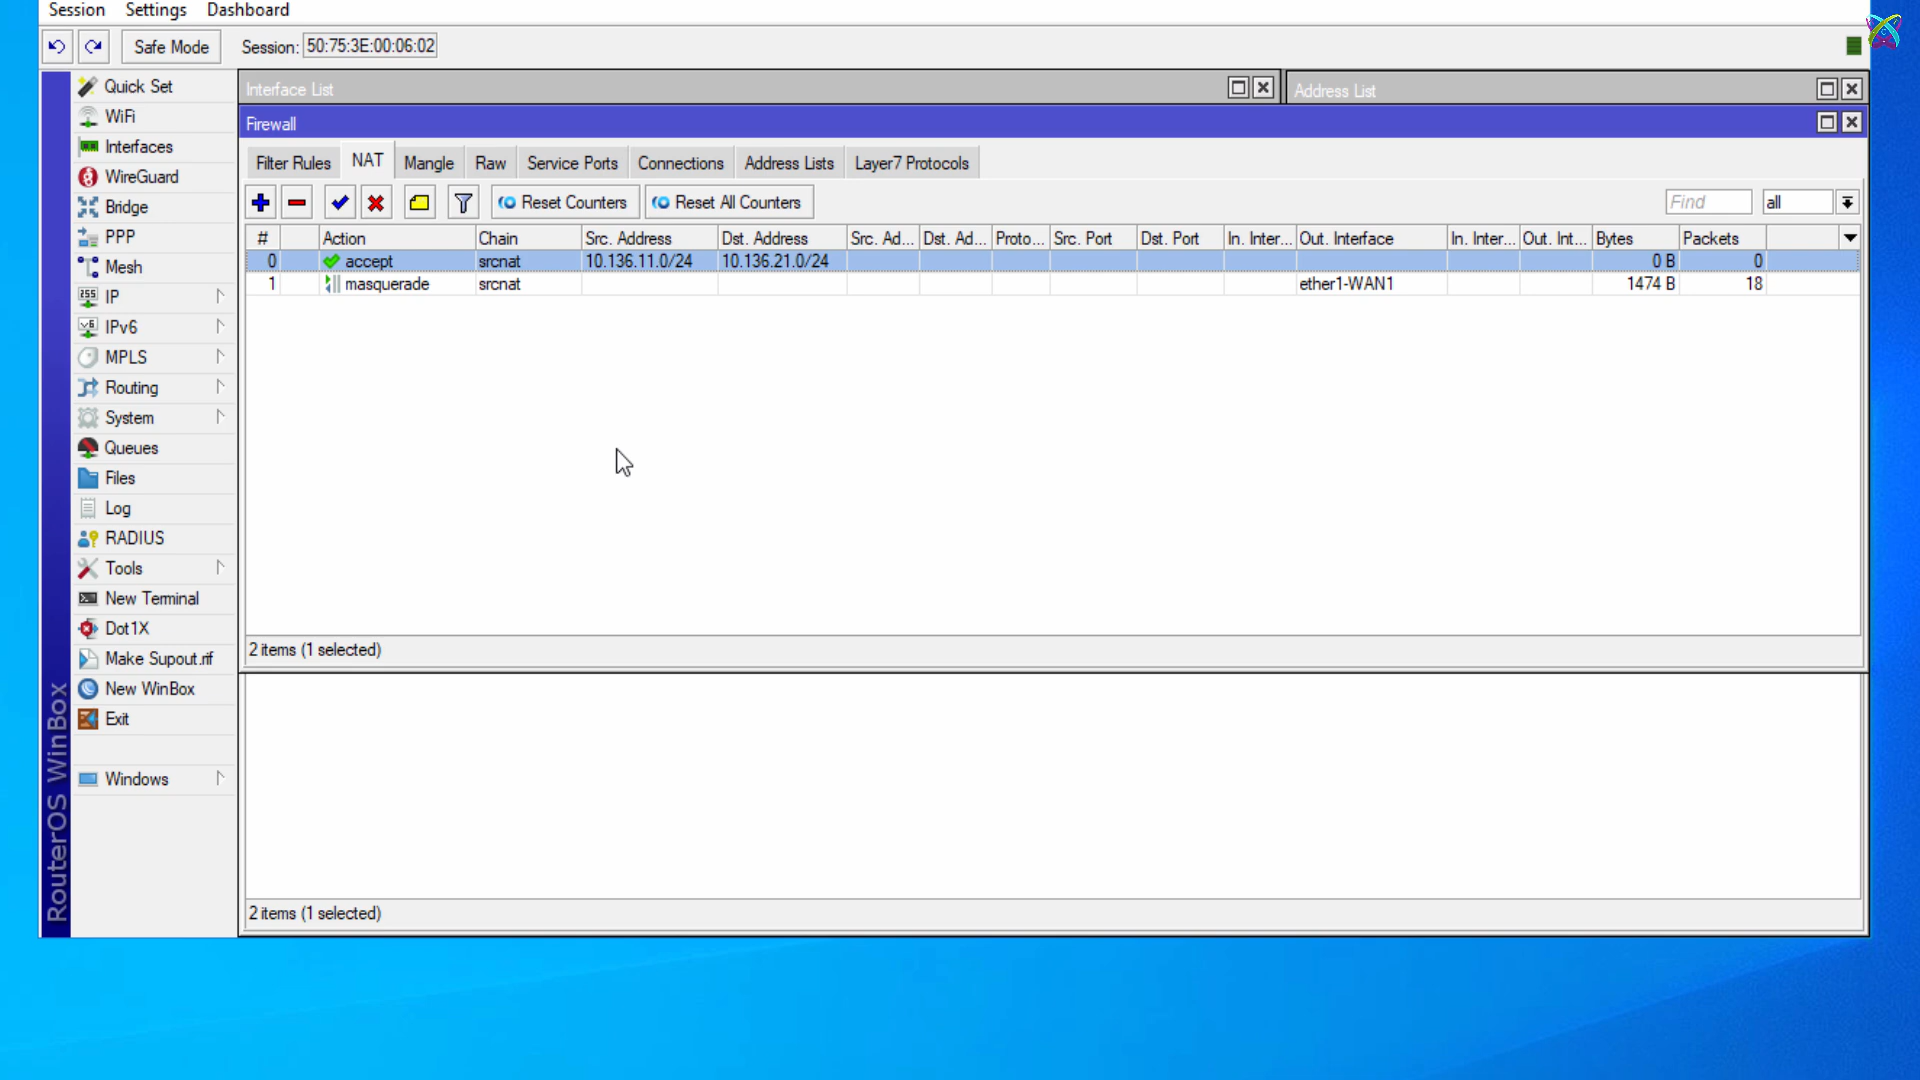 Session Settings Dashboard
Safe Mode Session: 50:75:3E:00:06:02
Quick Set
WiFi
Interfaces
WireGuard
Bridge
PPP
Mesh
IP
IPv6
MPLS
Routing
System
Queues
Files
Log
RADIUS
Tools
New Terminal
Dot1X
Make Supout.rif
New WinBox
Exit
Windows
RouterOS WinBox
Interface List
Address List
Firewall
Filter Rules NAT Mangle Raw Service Ports Connections Address Lists Layer7 Protocols
Reset Counters Reset All Counters Find all
# Action Chain Src. Address Dst. Address Src. Ad... Dst. Ad... Proto... Src. Port Dst. Port In. Inter... Out. Interface In. Inter... Out. Int... Bytes Packets
0 accept srcnat 10.136.11.0/24 10.136.21.0/24 0 B 0
1 masquerade srcnat ether1-WAN1 1474 B 18
2 items (1 selected)
2 items (1 selected)